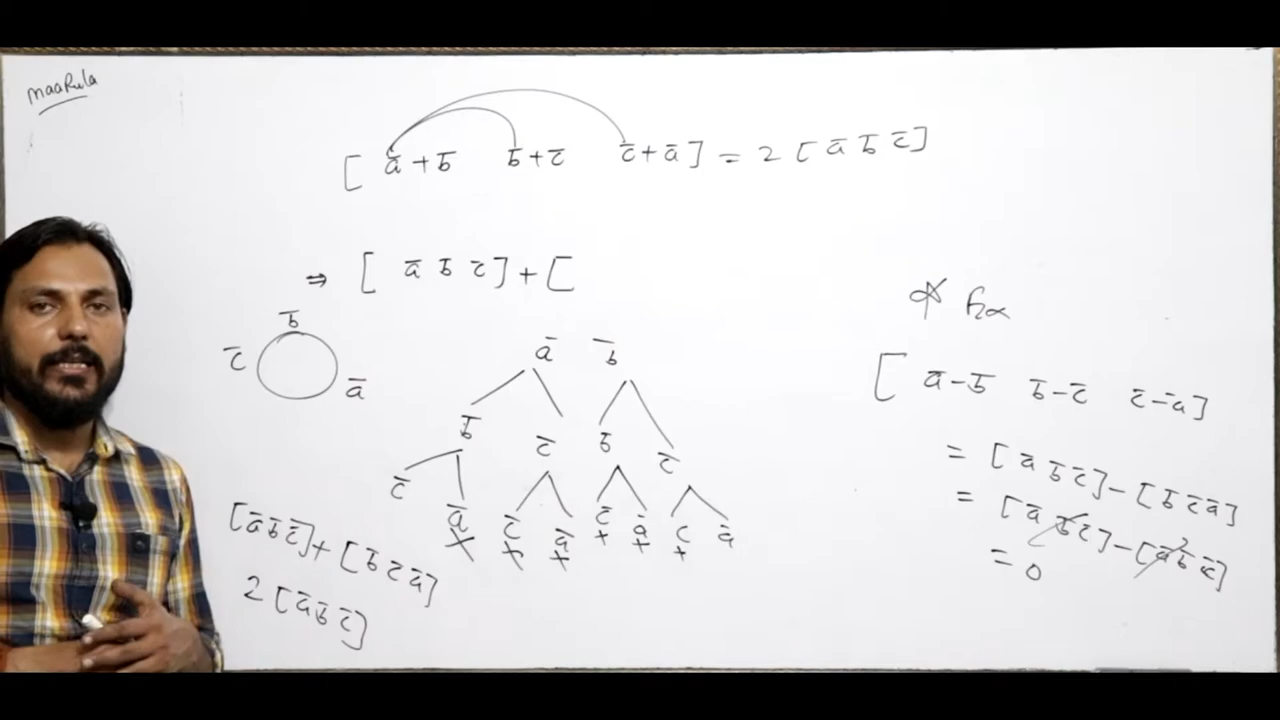 maaRula
[ a̅ + b̅ b̅ + c̅ c̅ + a̅ ] = 2 [ a̅ b̅ c̅ ]
⇒ [ a̅ b̅ c̅ ] + [
b̅
c̅ a̅
a̅ b̅
b̅ c̅ b̅ c̅
c̅ a̅ c̅ a̅ c̅ a̅ c̅ a̅
[a̅ b̅ c̅] + [b̅ c̅ a̅]
2 [a̅ b̅ c̅]
[ a̅ - b̅ b̅ - c̅ c̅ - a̅ ]
= [a̅ b̅ c̅] - [b̅ c̅ a̅]
= [a̅ b̅ c̅] - [a̅ b̅ c̅]
= 0